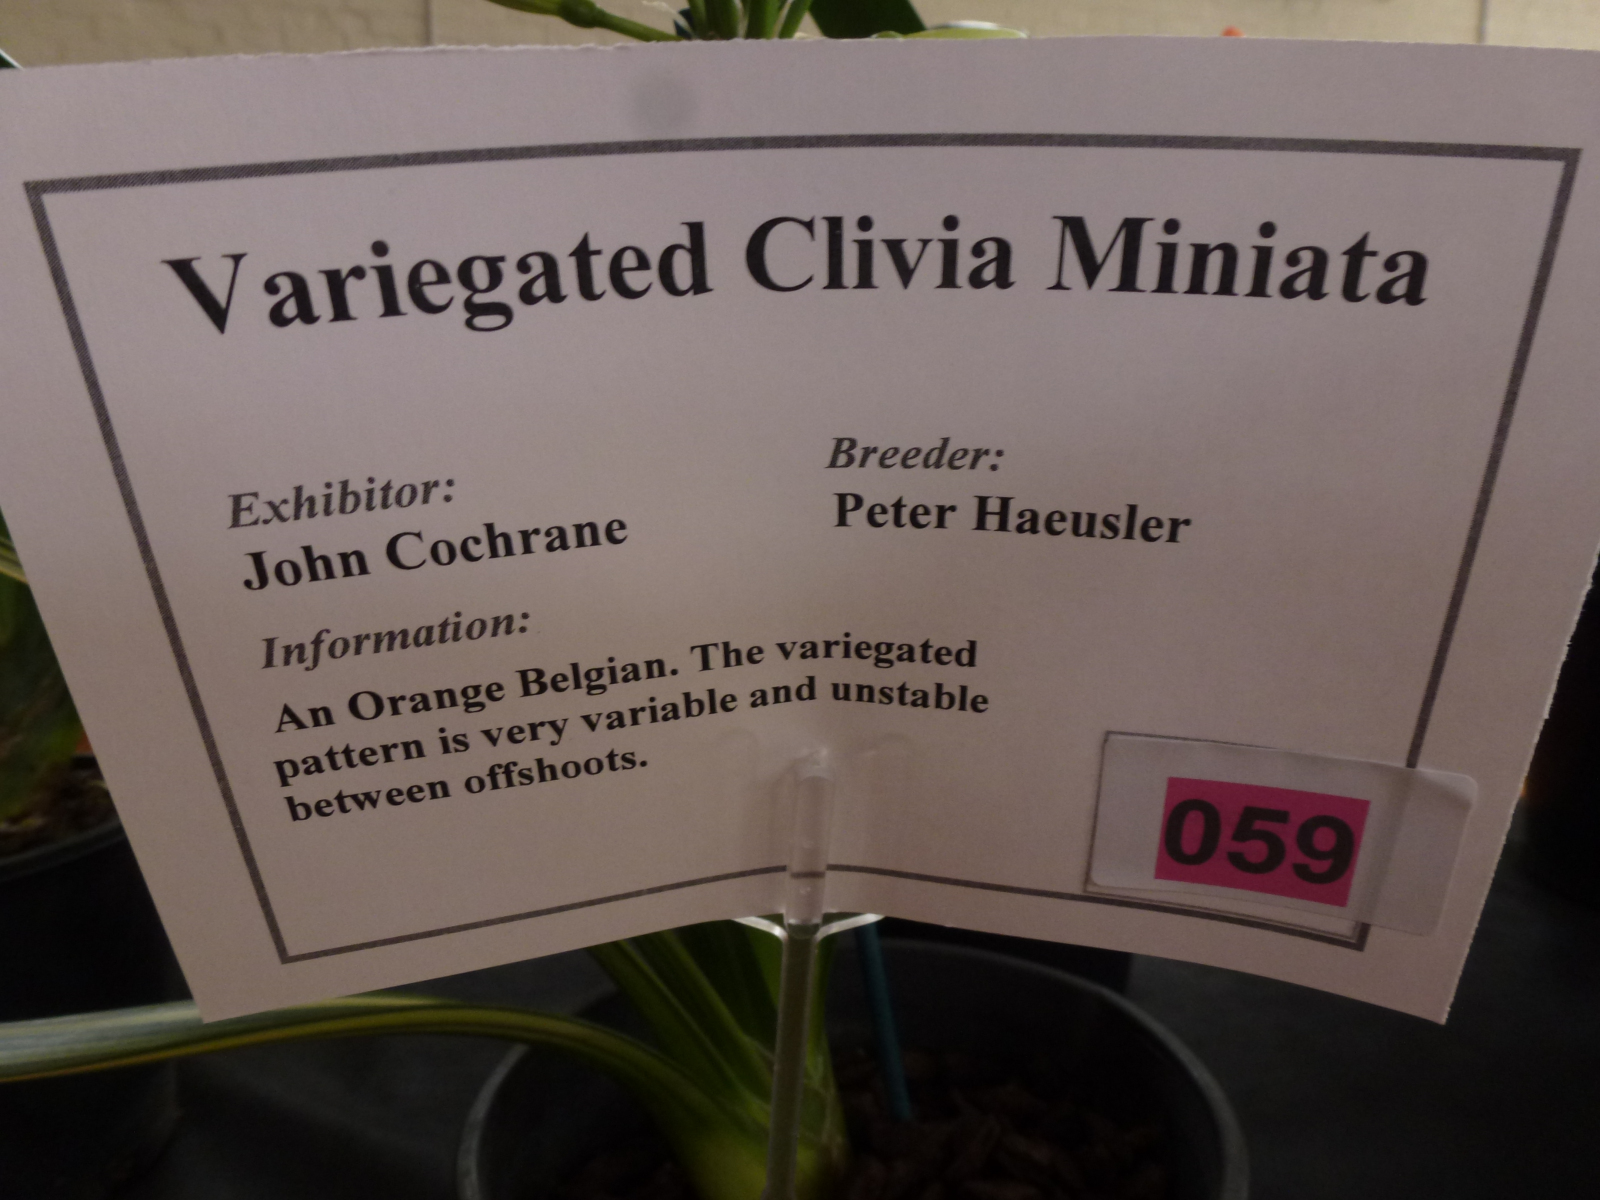 Variegated Clivia Miniata
Exhibitor:
John Cochrane
Breeder:
Peter Haeusler
Information:
An Orange Belgian. The variegated
pattern is very variable and unstable
between offshoots.
059